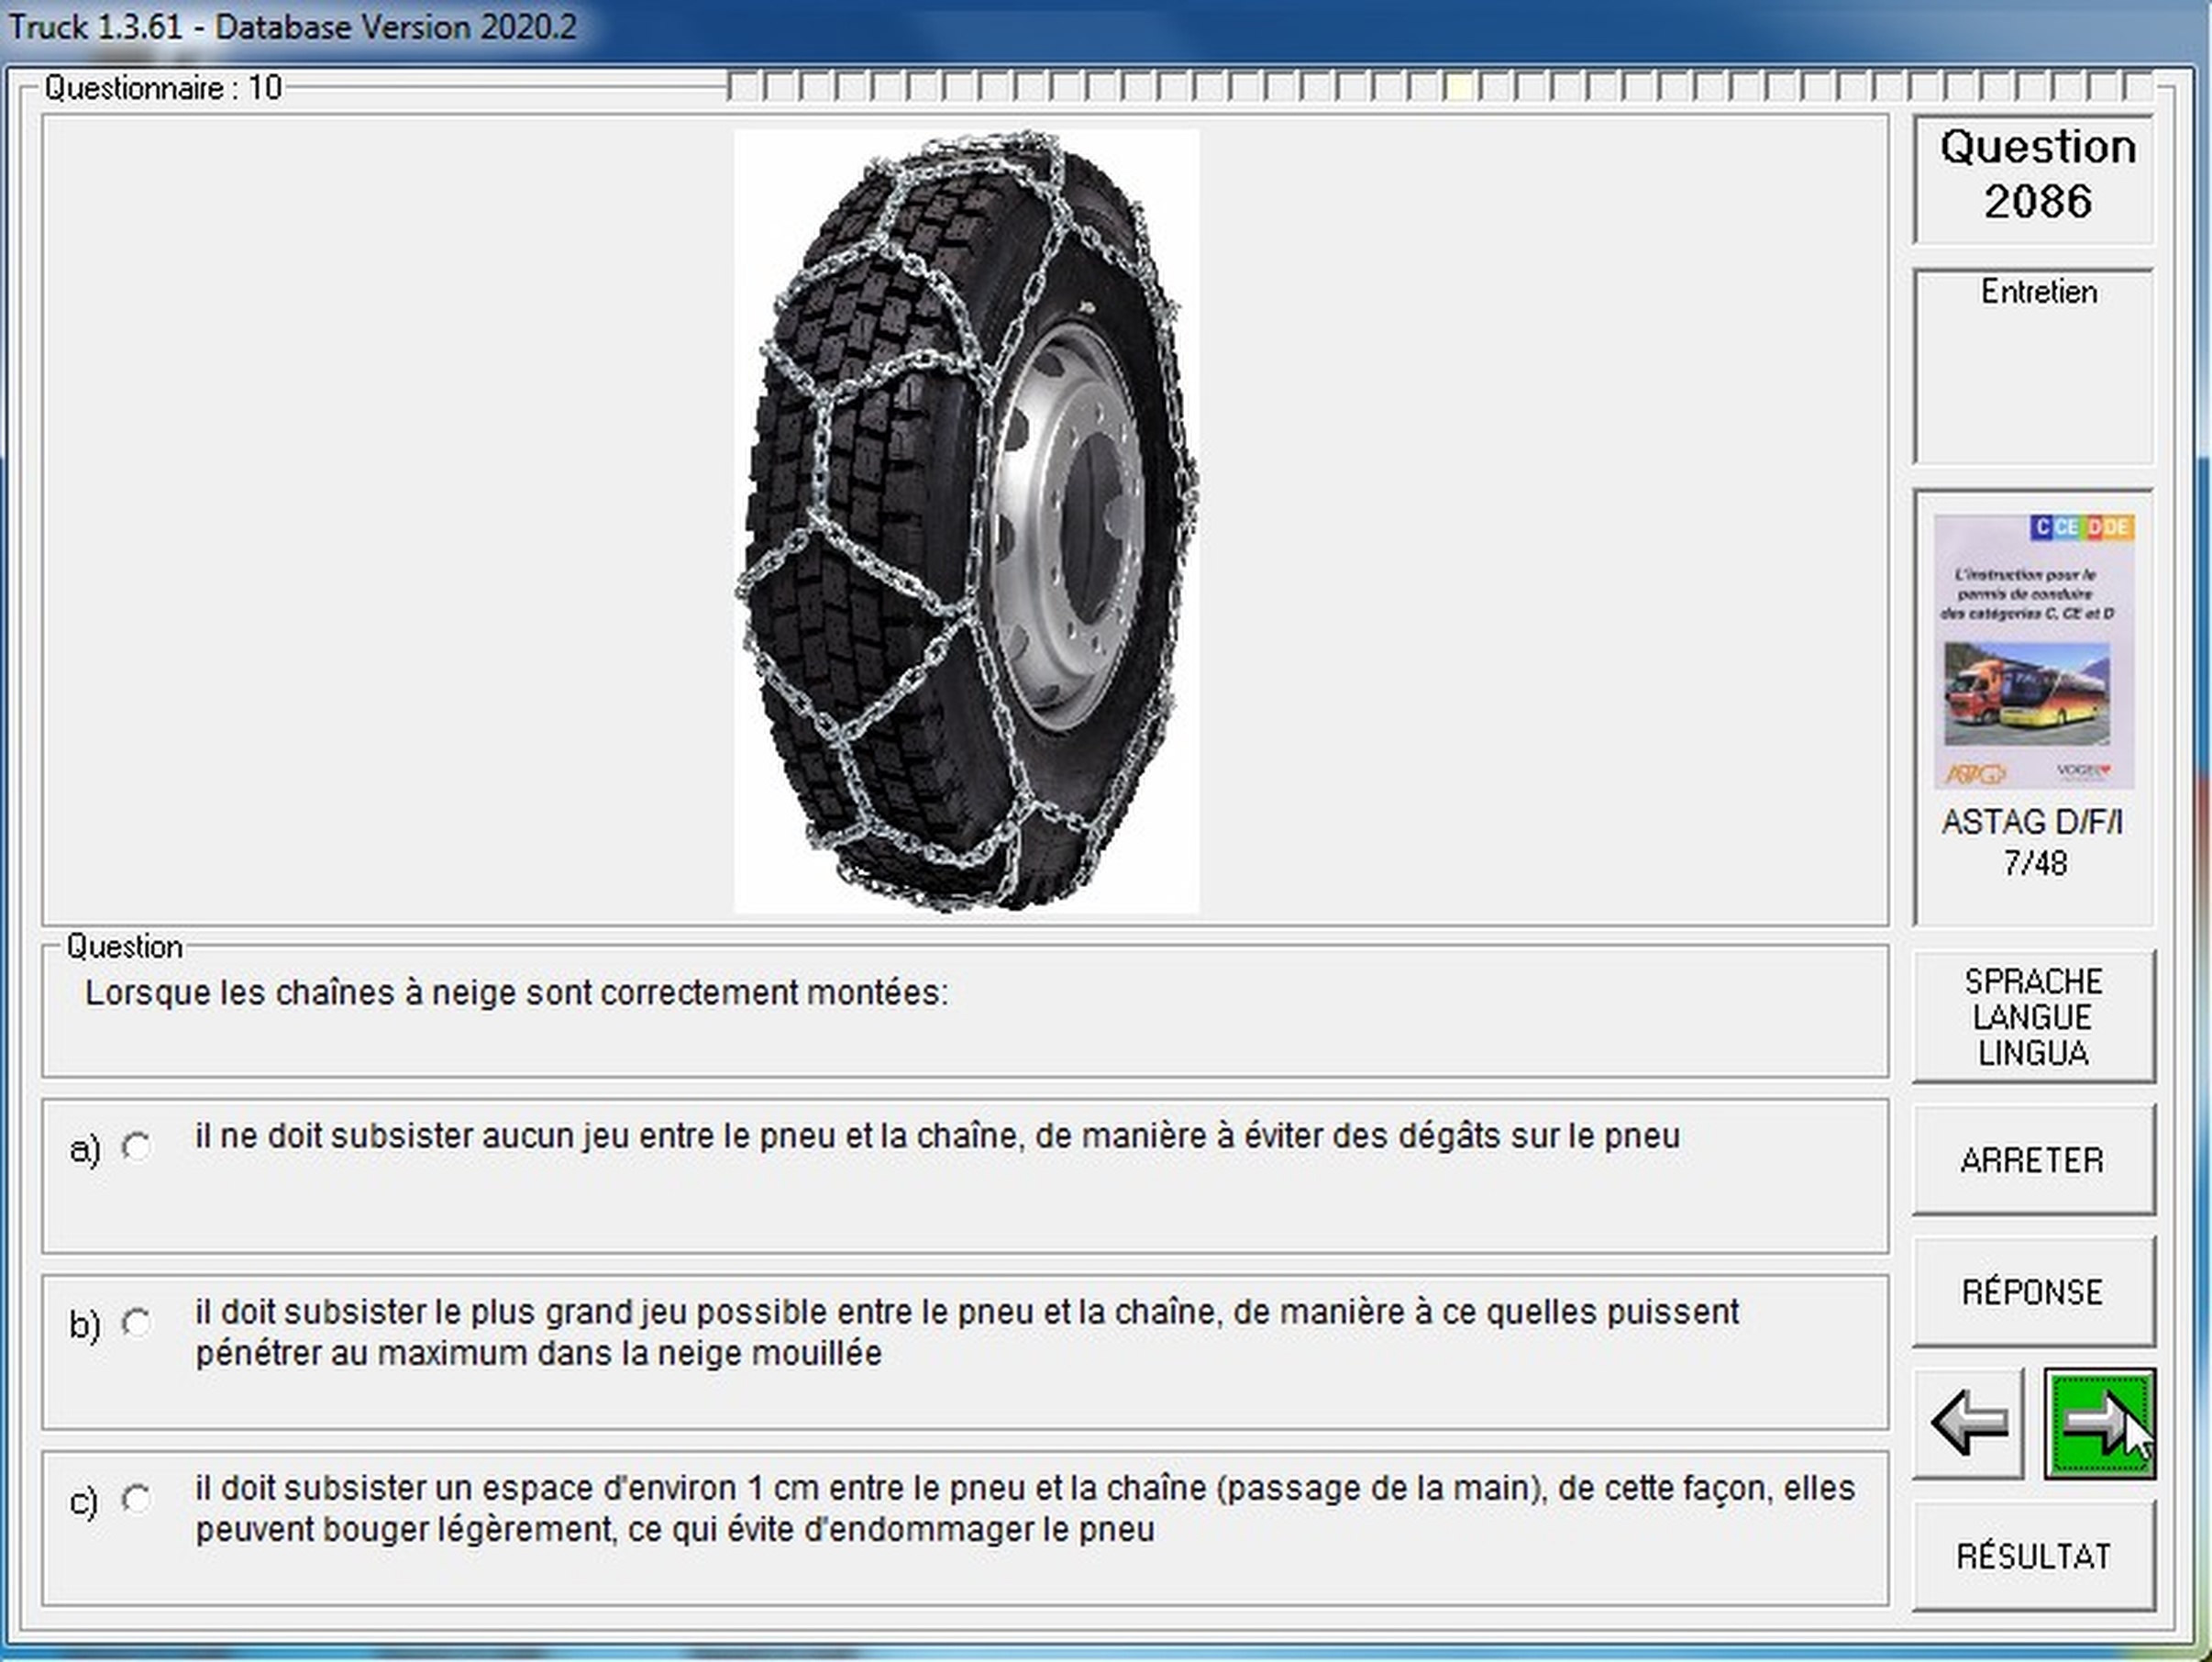 Truck 1.3.61 - Database Version 2020.2
Questionnaire : 10
Question
2086
Entretien
C CE D DE
L'instruction pour le
permis de conduire
des catégories C, CE et D
ASTAG
VOGEL
ASTAG D/F/I
7/48
Question
Lorsque les chaînes à neige sont correctement montées:
a) il ne doit subsister aucun jeu entre le pneu et la chaîne, de manière à éviter des dégâts sur le pneu
b) il doit subsister le plus grand jeu possible entre le pneu et la chaîne, de manière à ce quelles puissent
pénétrer au maximum dans la neige mouillée
c) il doit subsister un espace d'environ 1 cm entre le pneu et la chaîne (passage de la main), de cette façon, elles
peuvent bouger légèrement, ce qui évite d'endommager le pneu
SPRACHE
LANGUE
LINGUA
ARRETER
RÉPONSE
RÉSULTAT